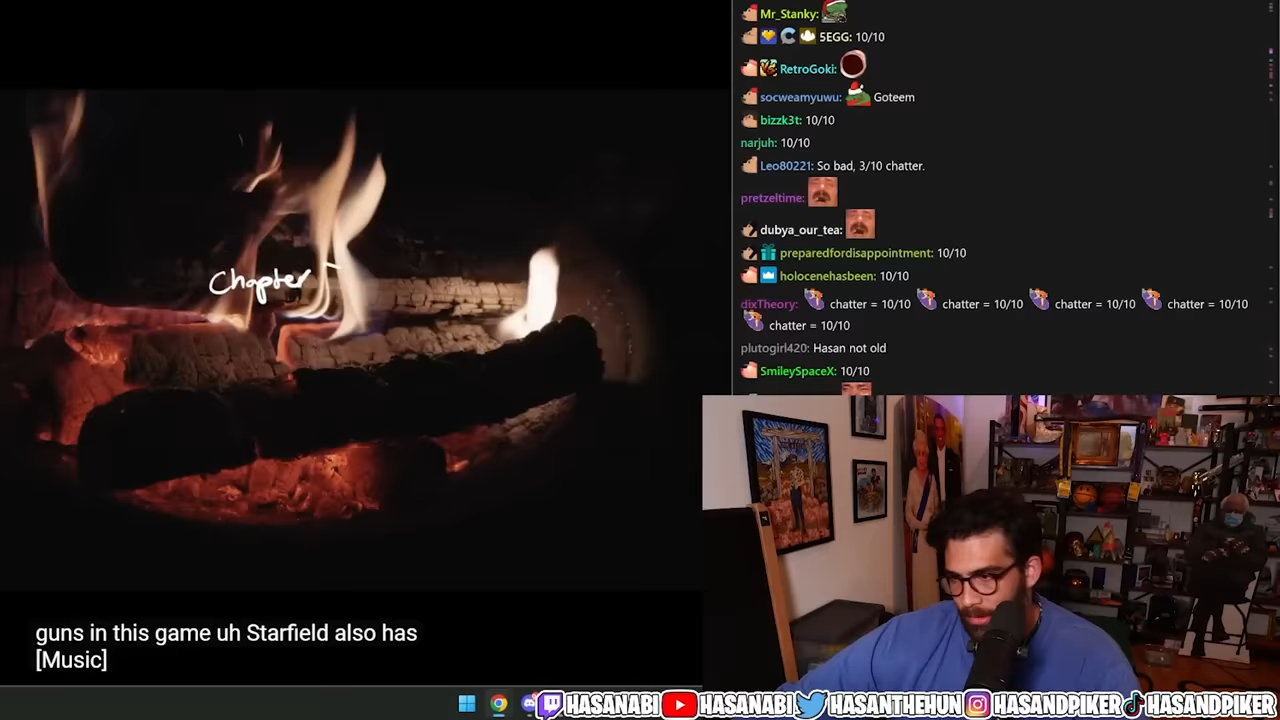 Mr_Stanky:
5EGG: 10/10
RetroGoki:
socweamyuwu: Goteem
bizzk3t: 10/10
narjuh: 10/10
Leo80221: So bad, 3/10 chatter.
pretzeltime:
dubya_our_tea:
preparedfordisappointment: 10/10
holocenehasbeen: 10/10
dixTheory: chatter = 10/10 chatter = 10/10 chatter = 10/10 chatter = 10/10
chatter = 10/10
plutogirl420: Hasan not old
SmileySpaceX: 10/10
Chapter
guns in this game uh Starfield also has
[Music]
HASANABI HASANABI HASANTHEHUN HASANDPIKER HASANDPIKER